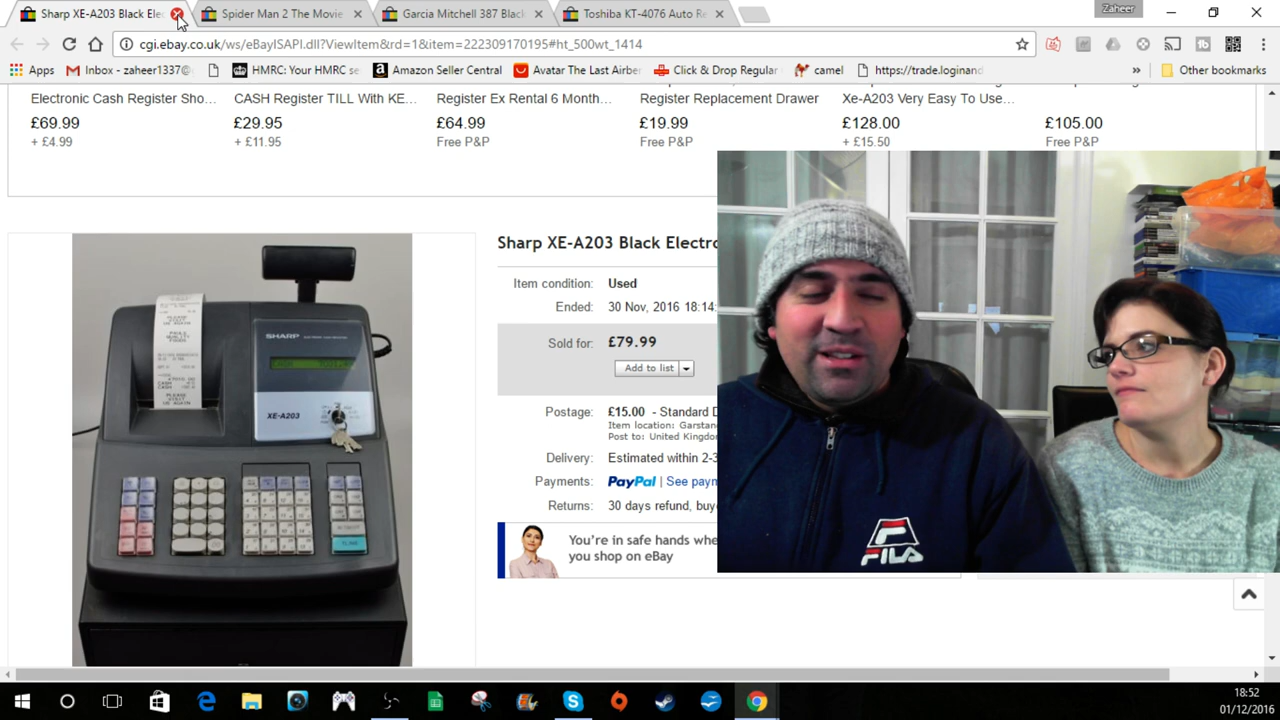 Sharp XE-A203 Black Elec
Spider Man 2 The Movie
Garcia Mitchell 387 Black
Toshiba KT-4076 Auto Re
Zaheer
cgi.ebay.co.uk/ws/eBayISAPI.dll?ViewItem&rd=1&item=222309170195#ht_500wt_1414
Apps
Inbox - zaheer1337@
HMRC: Your HMRC se
Amazon Seller Central
Avatar The Last Airbe
Click & Drop Regular
camel
https://trade.loginand
»
Other bookmarks
Electronic Cash Register Sho...
CASH Register TILL With KE...
Register Ex Rental 6 Month...
Register Replacement Drawer
Xe-A203 Very Easy To Use...
£69.99
£29.95
£64.99
£19.99
£128.00
£105.00
+ £4.99
+ £11.95
Free P&P
Free P&P
+ £15.50
Free P&P
Sharp XE-A203 Black Electro
Item condition: Used
Ended: 30 Nov, 2016 18:14:
Sold for: £79.99
Add to list
Postage: £15.00 - Standard D
Item location: Garstan
Post to: United Kingdo
Delivery: Estimated within 2-3
Payments: PayPal | See paym
Returns: 30 days refund, buye
You're in safe hands whe
you shop on eBay
SHARP
XE-A203
FILA
18:52
01/12/2016